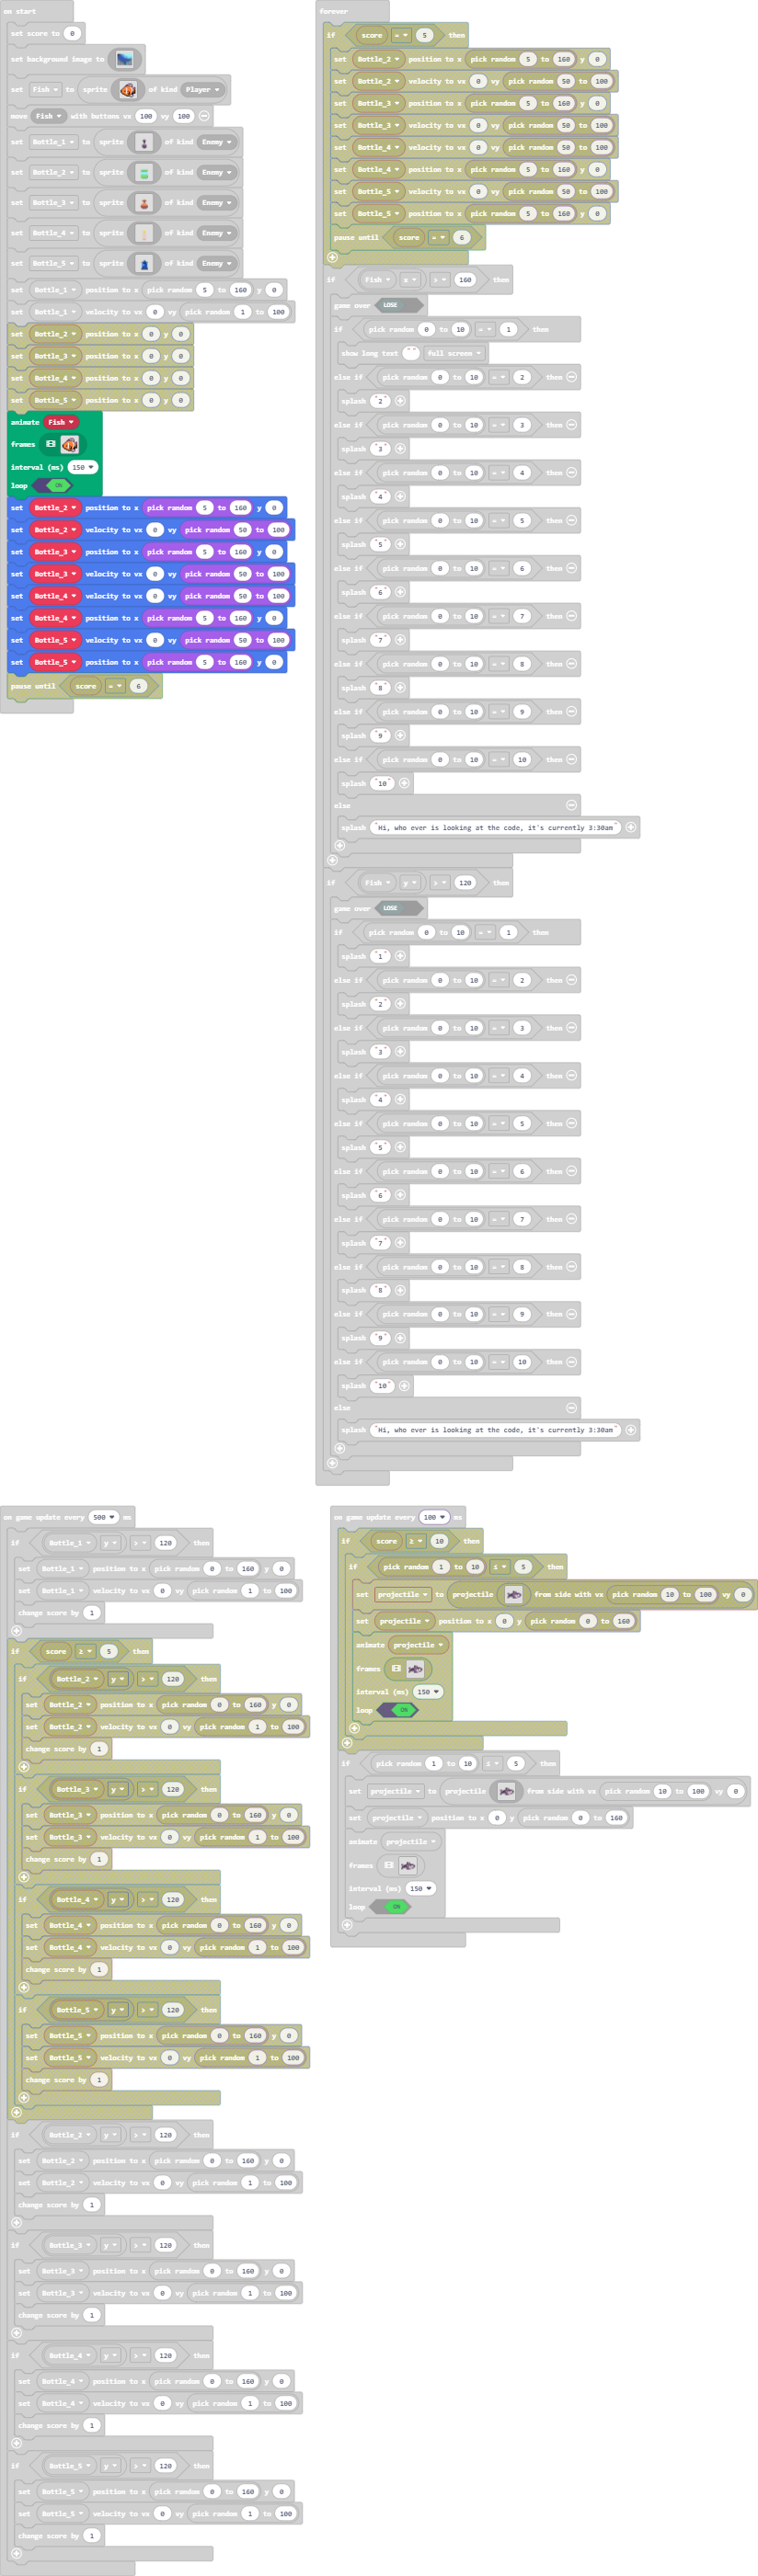 on start
set score to 0
set background image to
set Fish to sprite of kind Player
move Fish with buttons vx 100 vy 100
set Bottle_1 to sprite of kind Enemy
set Bottle_2 to sprite of kind Enemy
set Bottle_3 to sprite of kind Enemy
set Bottle_4 to sprite of kind Enemy
set Bottle_5 to sprite of kind Enemy
set Bottle_1 position to x pick random 5 to 160 y 0
set Bottle_1 velocity to vx 0 vy pick random 1 to 100
set Bottle_2 position to x 0 y 0
set Bottle_3 position to x 0 y 0
set Bottle_4 position to x 0 y 0
set Bottle_5 position to x 0 y 0
animate Fish
frames
interval (ms) 150
loop ON
set Bottle_2 position to x pick random 5 to 160 y 0
set Bottle_2 velocity to vx 0 vy pick random 50 to 100
set Bottle_3 position to x pick random 5 to 160 y 0
set Bottle_3 velocity to vx 0 vy pick random 50 to 100
set Bottle_4 velocity to vx 0 vy pick random 50 to 100
set Bottle_4 position to x pick random 5 to 160 y 0
set Bottle_5 velocity to vx 0 vy pick random 50 to 100
set Bottle_5 position to x pick random 5 to 160 y 0
pause until score = 6
forever
if score = 5 then
set Bottle_2 position to x pick random 5 to 160 y 0
set Bottle_2 velocity to vx 0 vy pick random 50 to 100
set Bottle_3 position to x pick random 5 to 160 y 0
set Bottle_3 velocity to vx 0 vy pick random 50 to 100
set Bottle_4 velocity to vx 0 vy pick random 50 to 100
set Bottle_4 position to x pick random 5 to 160 y 0
set Bottle_5 velocity to vx 0 vy pick random 50 to 100
set Bottle_5 position to x pick random 5 to 160 y 0
pause until score = 6
if Fish x > 160 then
game over LOSE
if pick random 0 to 10 = 1 then
show long text " " full screen
else if pick random 0 to 10 = 2 then
splash "2"
else if pick random 0 to 10 = 3 then
splash "3"
else if pick random 0 to 10 = 4 then
splash "4"
else if pick random 0 to 10 = 5 then
splash "5"
else if pick random 0 to 10 = 6 then
splash "6"
else if pick random 0 to 10 = 7 then
splash "7"
else if pick random 0 to 10 = 8 then
splash "8"
else if pick random 0 to 10 = 9 then
splash "9"
else if pick random 0 to 10 = 10 then
splash "10"
else
splash "Hi, who ever is looking at the code, it's currently 3:30am"
if Fish y > 120 then
game over LOSE
if pick random 0 to 10 = 1 then
splash "1"
else if pick random 0 to 10 = 2 then
splash "2"
else if pick random 0 to 10 = 3 then
splash "3"
else if pick random 0 to 10 = 4 then
splash "4"
else if pick random 0 to 10 = 5 then
splash "5"
else if pick random 0 to 10 = 6 then
splash "6"
else if pick random 0 to 10 = 7 then
splash "7"
else if pick random 0 to 10 = 8 then
splash "8"
else if pick random 0 to 10 = 9 then
splash "9"
else if pick random 0 to 10 = 10 then
splash "10"
else
splash "Hi, who ever is looking at the code, it's currently 3:30am"
on game update every 500 ms
if Bottle_1 y > 120 then
set Bottle_1 position to x pick random 0 to 160 y 0
set Bottle_1 velocity to vx 0 vy pick random 1 to 100
change score by 1
if score ≥ 5 then
if Bottle_2 y > 120 then
set Bottle_2 position to x pick random 0 to 160 y 0
set Bottle_2 velocity to vx 0 vy pick random 1 to 100
change score by 1
if Bottle_3 y > 120 then
set Bottle_3 position to x pick random 0 to 160 y 0
set Bottle_3 velocity to vx 0 vy pick random 1 to 100
change score by 1
if Bottle_4 y > 120 then
set Bottle_4 position to x pick random 0 to 160 y 0
set Bottle_4 velocity to vx 0 vy pick random 1 to 100
change score by 1
if Bottle_5 y > 120 then
set Bottle_5 position to x pick random 0 to 160 y 0
set Bottle_5 velocity to vx 0 vy pick random 1 to 100
change score by 1
if Bottle_2 y > 120 then
set Bottle_2 position to x pick random 0 to 160 y 0
set Bottle_2 velocity to vx 0 vy pick random 1 to 100
change score by 1
if Bottle_3 y > 120 then
set Bottle_3 position to x pick random 0 to 160 y 0
set Bottle_3 velocity to vx 0 vy pick random 1 to 100
change score by 1
if Bottle_4 y > 120 then
set Bottle_4 position to x pick random 0 to 160 y 0
set Bottle_4 velocity to vx 0 vy pick random 1 to 100
change score by 1
if Bottle_5 y > 120 then
set Bottle_5 position to x pick random 0 to 160 y 0
set Bottle_5 velocity to vx 0 vy pick random 1 to 100
change score by 1
on game update every 100 ms
if score ≥ 10 then
if pick random 1 to 10 ≤ 5 then
set projectile to projectile from side with vx pick random 10 to 100 vy 0
set projectile position to x 0 y pick random 0 to 160
animate projectile
frames
interval (ms) 150
loop ON
if pick random 1 to 10 ≤ 5 then
set projectile to projectile from side with vx pick random 10 to 100 vy 0
set projectile position to x 0 y pick random 0 to 160
animate projectile
frames
interval (ms) 150
loop ON